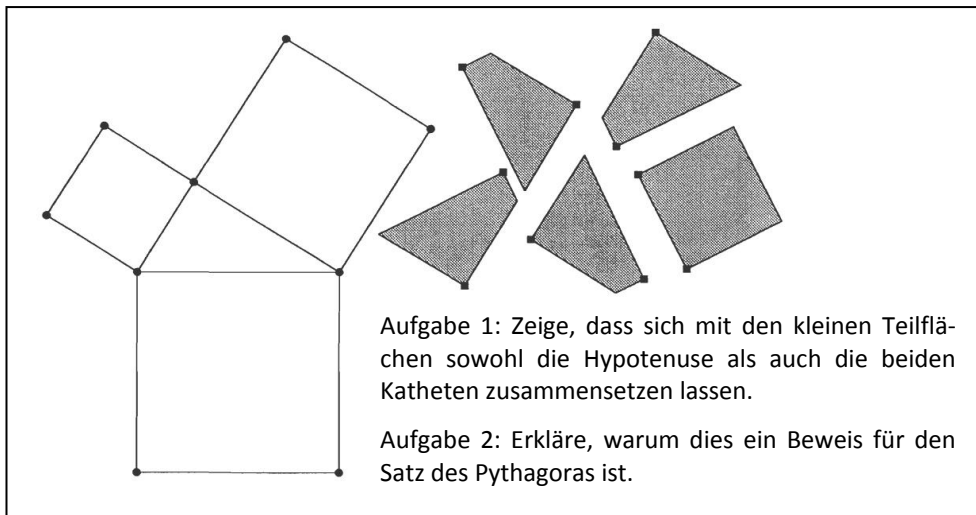 Aufgabe 1: Zeige, dass sich mit den kleinen Teilflä-
chen sowohl die Hypotenuse als auch die beiden
Katheten zusammensetzen lassen.
Aufgabe 2: Erkläre, warum dies ein Beweis für den
Satz des Pythagoras ist.